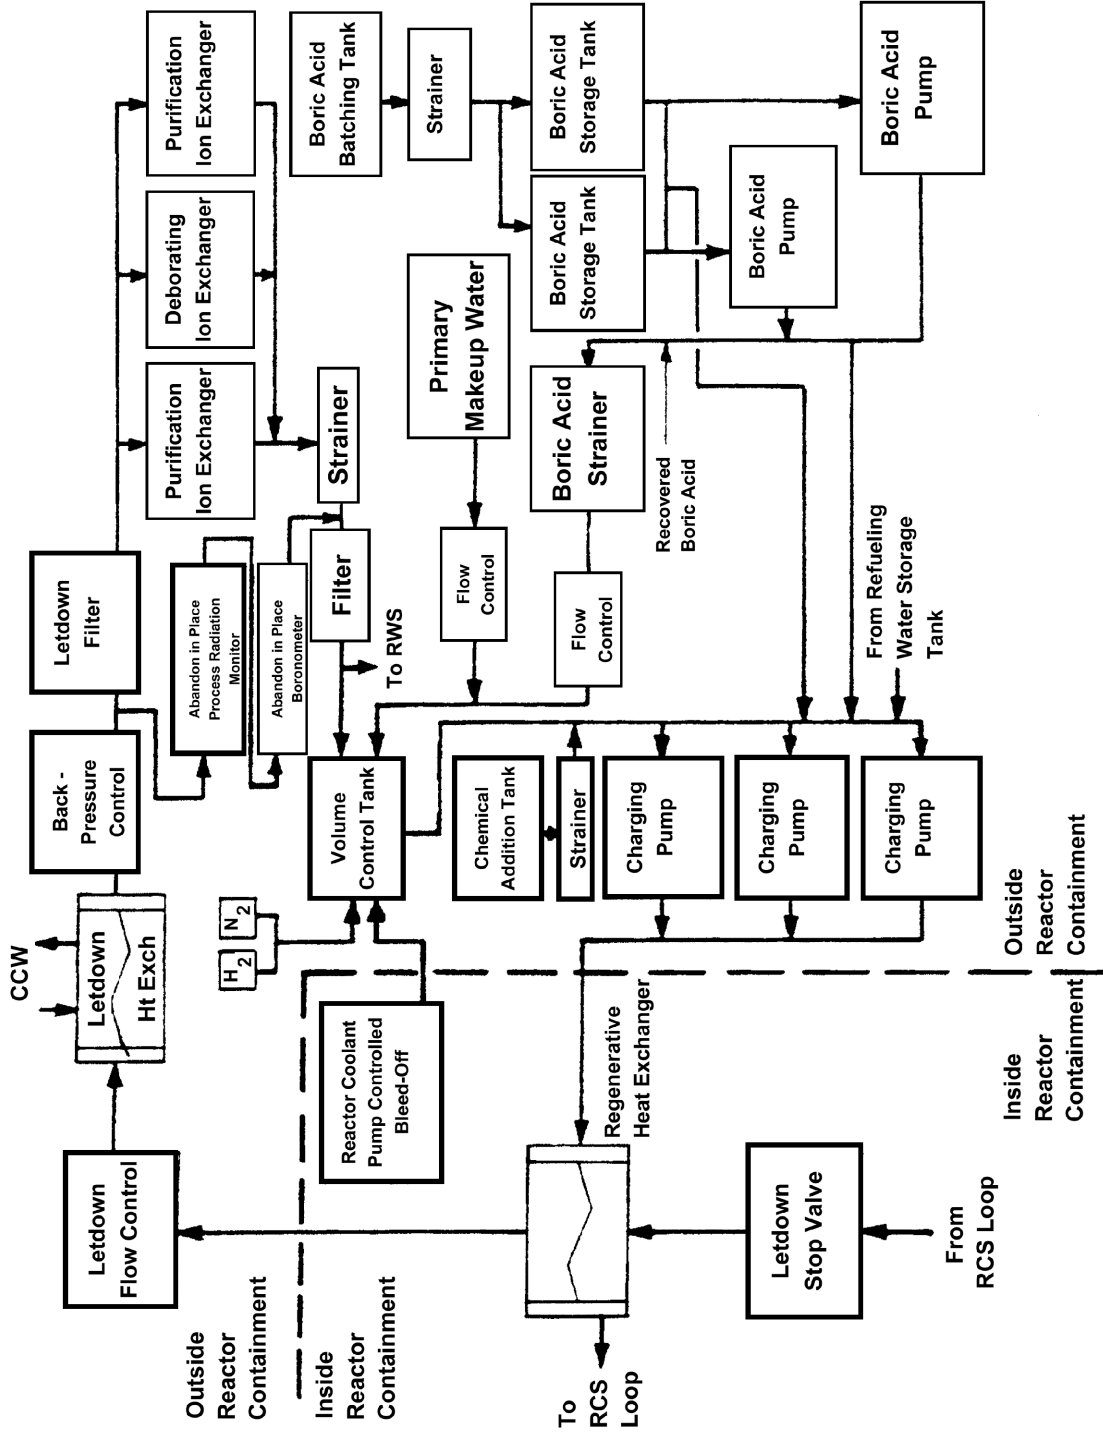 CCW
Letdown
Flow Control
Letdown
Ht Exch
Back -
Pressure
Control
Letdown
Filter
Purification
Ion Exchanger
Deborating
Ion Exchanger
Purification
Ion Exchanger
Abandon in Place
Process Radiation
Monitor
Abandon in Place
Boronometer
Strainer
Filter
To RWS
Boric Acid
Batching Tank
Strainer
Boric Acid
Storage Tank
Boric Acid
Storage Tank
Boric Acid
Pump
Boric Acid
Pump
Primary
Makeup Water
Flow
Control
Boric Acid
Strainer
Flow
Control
Recovered
Boric Acid
From Refueling
Water Storage
Tank
H2
N2
Volume
Control Tank
Chemical
Addition Tank
Strainer
Charging
Pump
Charging
Pump
Charging
Pump
Reactor Coolant
Pump Controlled
Bleed-Off
Regenerative
Heat Exchanger
Letdown
Stop Valve
From
RCS Loop
To
RCS
Loop
Outside
Reactor
Containment
Inside
Reactor
Containment
Outside
Reactor
Containment
Inside
Reactor
Containment